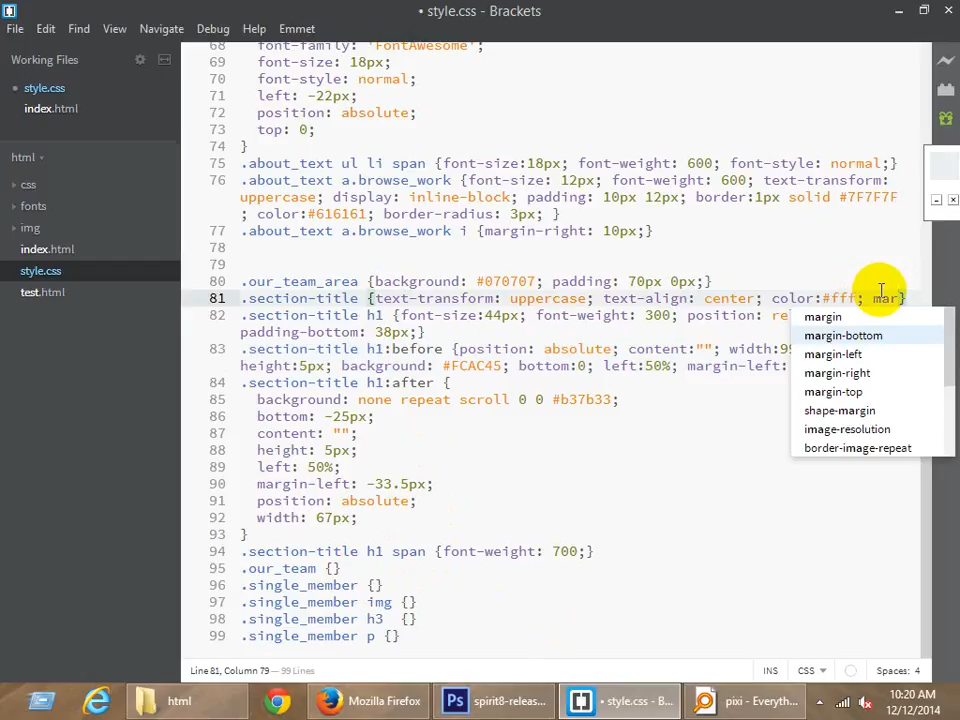 • style.css - Brackets
File Edit Find View Navigate Debug Help Emmet
Working Files
style.css
index.html
html
css
fonts
img
index.html
style.css
test.html
68 font-family: 'FontAwesome';
69 font-size: 18px;
70 font-style: normal;
71 left: -22px;
72 position: absolute;
73 top: 0;
74 }
75 .about_text ul li span {font-size:18px; font-weight: 600; font-style: normal;}
76 .about_text a.browse_work {font-size: 12px; font-weight: 600; text-transform:
uppercase; display: inline-block; padding: 10px 12px; border:1px solid #7F7F7F
; color:#616161; border-radius: 3px; }
77 .about_text a.browse_work i {margin-right: 10px;}
78
79
80 .our_team_area {background: #070707; padding: 70px 0px;}
81 .section-title {text-transform: uppercase; text-align: center; color:#fff; mar}
82 .section-title h1 {font-size:44px; font-weight: 300; position:
padding-bottom: 38px;}
83 .section-title h1:before {position: absolute; content:""; width:
height:5px; background: #FCAC45; bottom:0; left:50%; margin-left:
84 .section-title h1:after {
85 background: none repeat scroll 0 0 #b37b33;
86 bottom: -25px;
87 content: "";
88 height: 5px;
89 left: 50%;
90 margin-left: -33.5px;
91 position: absolute;
92 width: 67px;
93 }
94 .section-title h1 span {font-weight: 700;}
95 .our_team {}
96 .single_member {}
97 .single_member img {}
98 .single_member h3 {}
99 .single_member p {}
margin
margin-bottom
margin-left
margin-right
margin-top
shape-margin
image-resolution
border-image-repeat
Line 81, Column 79 — 99 Lines
INS CSS Spaces: 4
html Mozilla Firefox spirit8-releas... • style.css - B... pixi - Everyth...
10:20 AM
12/12/2014